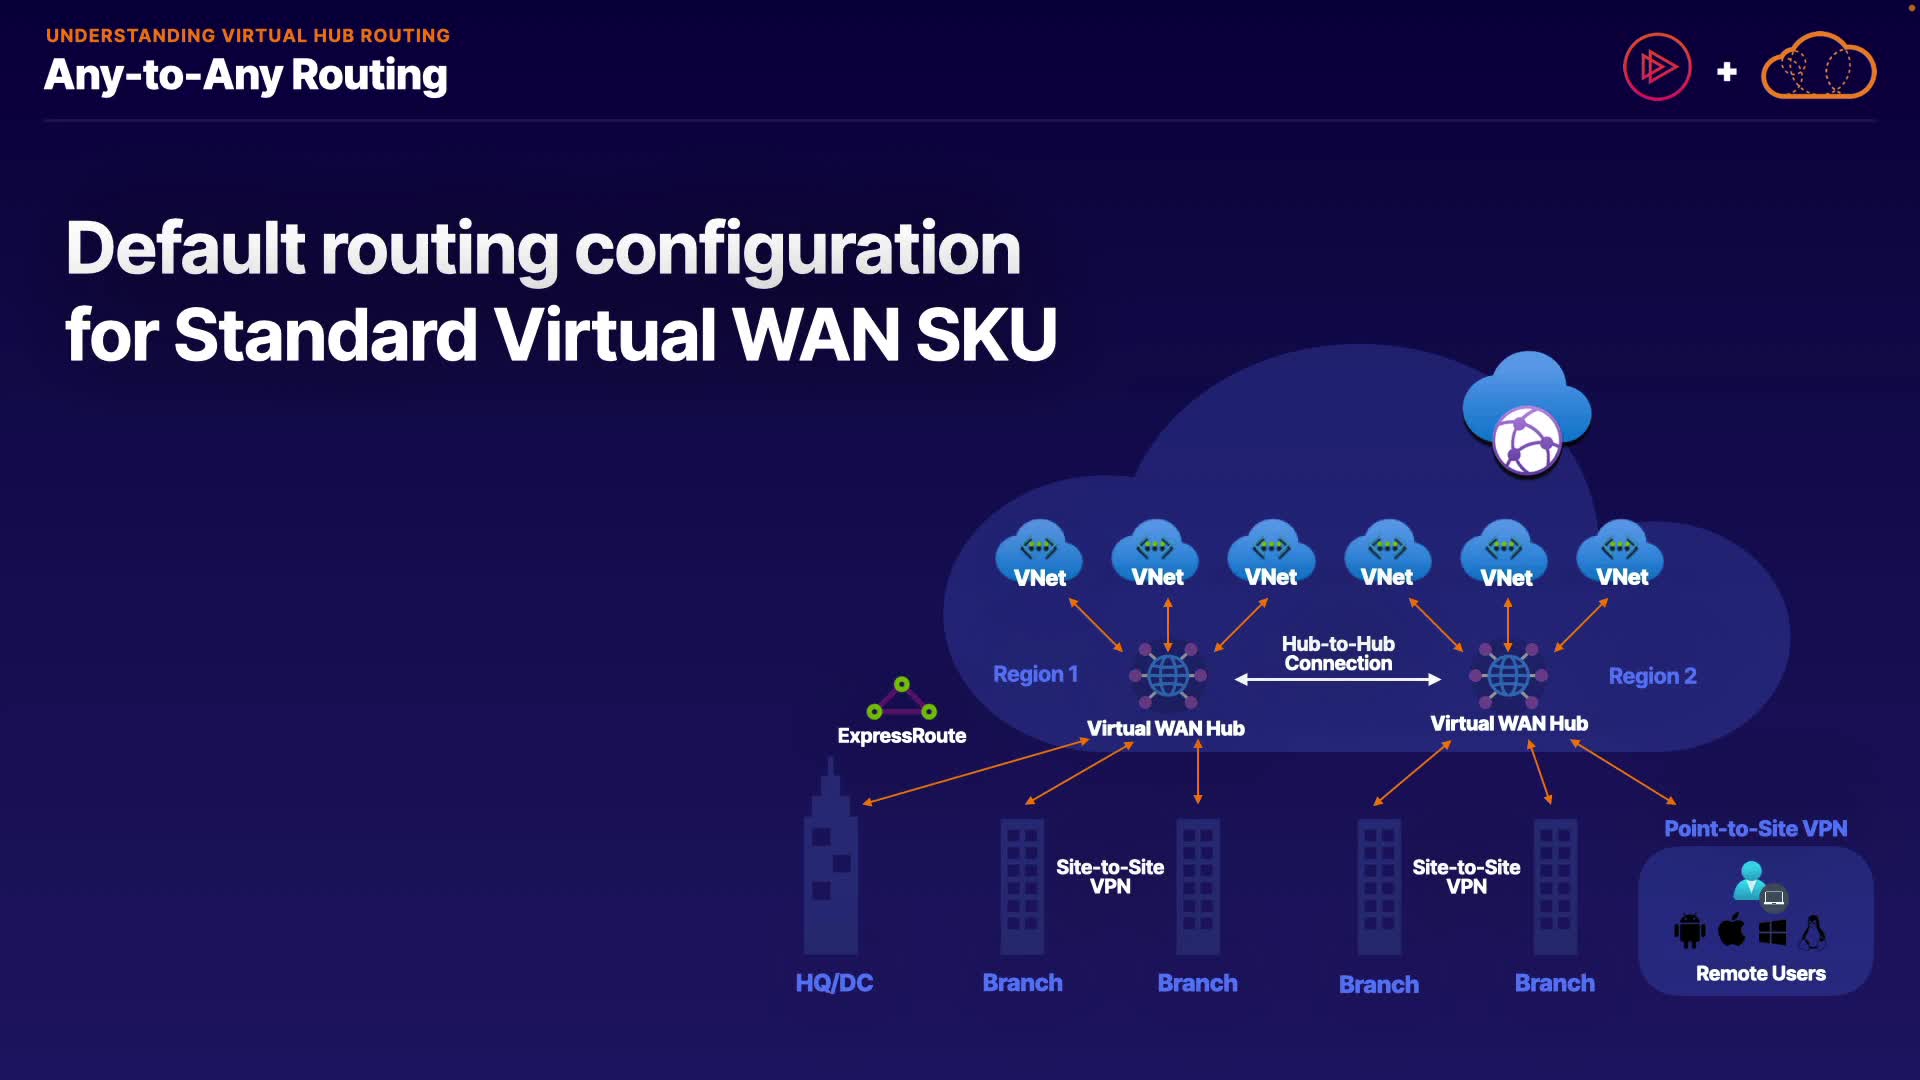 UNDERSTANDING VIRTUAL HUB ROUTING
Any-to-Any Routing
Default routing configuration
for Standard Virtual WAN SKU
VNet
VNet
VNet
VNet
VNet
VNet
Hub-to-Hub
Connection
Region 1
Region 2
Virtual WAN Hub
Virtual WAN Hub
ExpressRoute
Point-to-Site VPN
Site-to-Site
VPN
Site-to-Site
VPN
Remote Users
HQ/DC
Branch
Branch
Branch
Branch